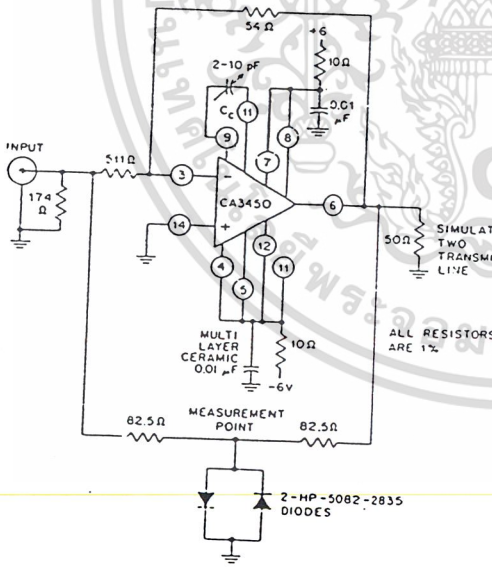 54Ω
+6
10Ω
2-10 pF
Cc
11
0.01
µF
9
7
8
INPUT
511Ω
3
−
CA3450
6
174
Ω
14
+
12
11
50Ω
SIMULAT
TWO
TRANSMI
LINE
4
5
MULTI
LAYER
CERAMIC
0.01 µF
10Ω
-6V
ALL RESISTORS
ARE 1%
MEASUREMENT
POINT
82.5Ω
82.5Ω
2-HP-5082-2835
DIODES